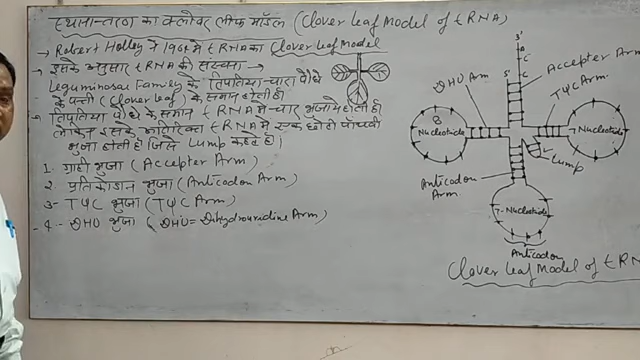 स्थानान्तरण का क्लोवर लीफ मॉडल (Clover Leaf Model of tRNA)
→ Robert Holley ने 1965 में tRNA का Clover Leaf Model
→ इसके अनुसार tRNA की संरचना →
Leguminosae Family के तिपतिया चारा पौधे
के पत्ती (Clover Leaf) के समान होती है।
→ तिपतिया पौधे के समान tRNA में चार भुजायें होती हैं
लेकिन इसके अतिरिक्त tRNA में एक छोटी पाँचवी
भुजा होती है जिसे Lump कहते हैं।
1. ग्राही भुजा (Accepter Arm)
2. प्रतिकोडान भुजा (Anticodon Arm)
3- TψC भुजा (TψC Arm)
4- DHU भुजा (DHU = Dihydrouridine Arm)
3'
A
C
C
5'
Accepter Arm
DHU Arm
TψC Arm
8
Nucleotide
7-Nucleotide
Lump
Anticodon
Arm
7-Nucleotide
Anticodon
Clover Leaf Model of tRN